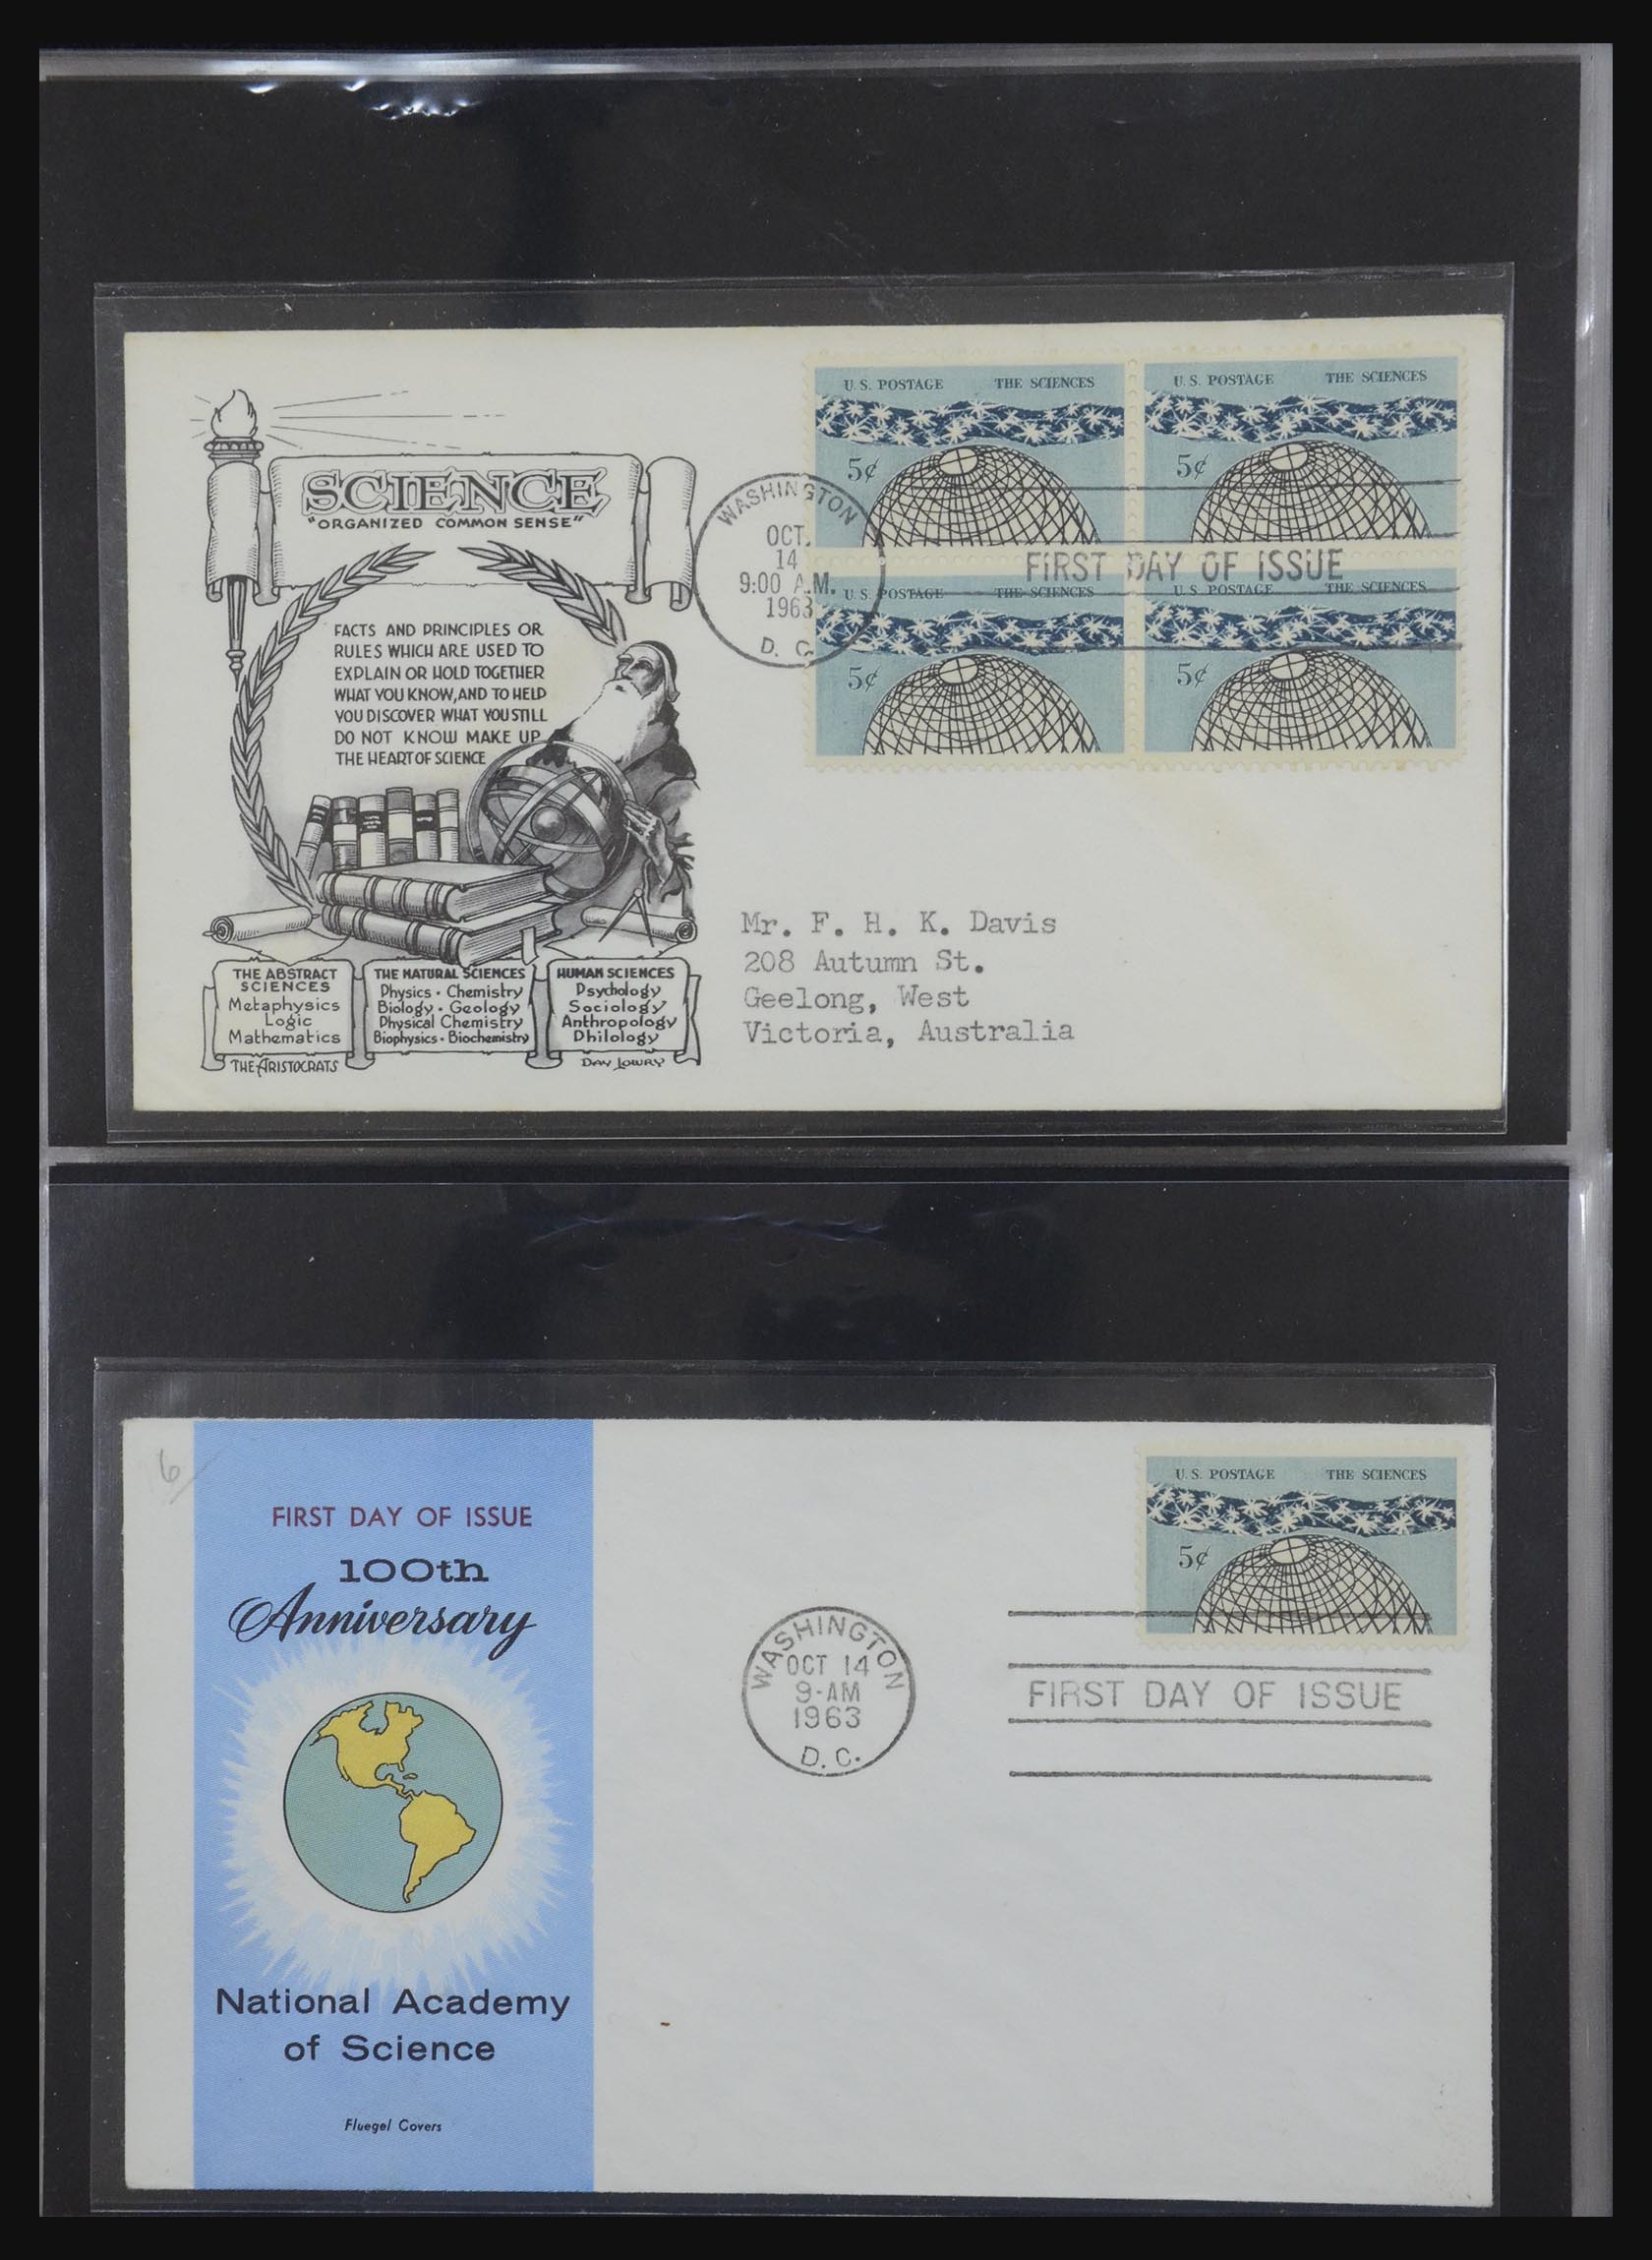 SCIENCE
"ORGANIZED COMMON SENSE"
FACTS AND PRINCIPLES OR
RULES WHICH ARE USED TO
EXPLAIN OR HOLD TOGETHER
WHAT YOU KNOW, AND TO HELP
YOU DISCOVER WHAT YOU STILL
DO NOT KNOW MAKE UP
THE HEART OF SCIENCE
THE ABSTRACT
SCIENCES
Metaphysics
Logic
Mathematics
THE NATURAL SCIENCES
Physics • Chemistry
Biology • Geology
Physical Chemistry
Biophysics • Biochemistry
HUMAN SCIENCES
Psychology
Sociology
Anthropology
Philology
THE ARISTOCRATS
DAY LOWRY
WASHINGTON
OCT.
14
9:00 A.M.
1963
D. C.
U.S. POSTAGE THE SCIENCES
5¢
U.S. POSTAGE THE SCIENCES
5¢
FIRST DAY OF ISSUE
U.S. POSTAGE THE SCIENCES
5¢
U.S. POSTAGE THE SCIENCES
5¢
Mr. F. H. K. Davis
208 Autumn St.
Geelong, West
Victoria, Australia
6
FIRST DAY OF ISSUE
100th
Anniversary
National Academy
of Science
Fluegel Covers
WASHINGTON
OCT 14
9-AM
1963
D.C.
U.S. POSTAGE THE SCIENCES
5¢
FIRST DAY OF ISSUE